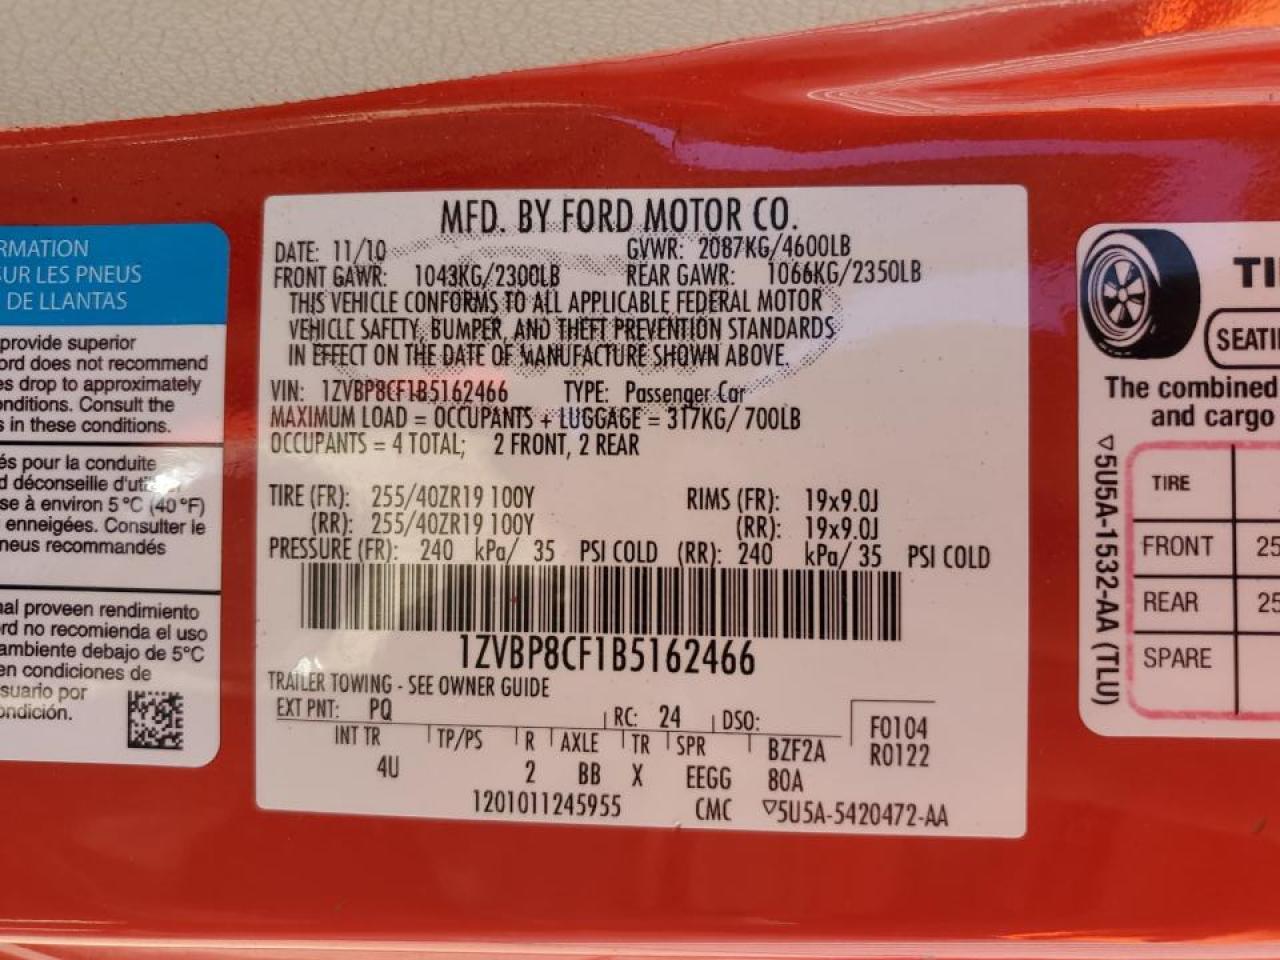 RMATION
SUR LES PNEUS
DE LLANTAS
provide superior
ord does not recommend
es drop to approximately
onditions. Consult the
s in these conditions.
és pour la conduite
d déconseille d'uti
se à environ 5 °C (40 °F)
enneigées. Consulter le
neus recommandés
nal proveen rendimiento
ord no recomienda el uso
ambiente debajo de 5°C
en condiciones de
suario por
ondición.
MFD. BY FORD MOTOR CO.
DATE: 11/10 GVWR: 2087KG/4600LB
FRONT GAWR: 1043KG/2300LB REAR GAWR: 1066KG/2350LB
THIS VEHICLE CONFORMS TO ALL APPLICABLE FEDERAL MOTOR
VEHICLE SAFETY, BUMPER, AND THEFT PREVENTION STANDARDS
IN EFFECT ON THE DATE OF MANUFACTURE SHOWN ABOVE.
VIN: 1ZVBP8CF1B5162466 TYPE: Passenger Car
MAXIMUM LOAD = OCCUPANTS + LUGGAGE = 317KG/ 700LB
OCCUPANTS = 4 TOTAL; 2 FRONT, 2 REAR
TIRE (FR): 255/40ZR19 100Y RIMS (FR): 19x9.0J
(RR): 255/40ZR19 100Y (RR): 19x9.0J
PRESSURE (FR): 240 kPa/ 35 PSI COLD (RR): 240 kPa/ 35 PSI COLD
1ZVBP8CF1B5162466
TRAILER TOWING - SEE OWNER GUIDE
EXT PNT: PQ RC: 24 DSO: F0104
INT TR TP/PS R AXLE TR SPR BZF2A R0122
4U 2 BB X EEGG 80A
1201011245955 CMC ▽5U5A-5420472-AA
TI
SEATI
The combined
and cargo
▽5U5A-1532-AA (TLU)
TIRE
FRONT 25
REAR 25
SPARE